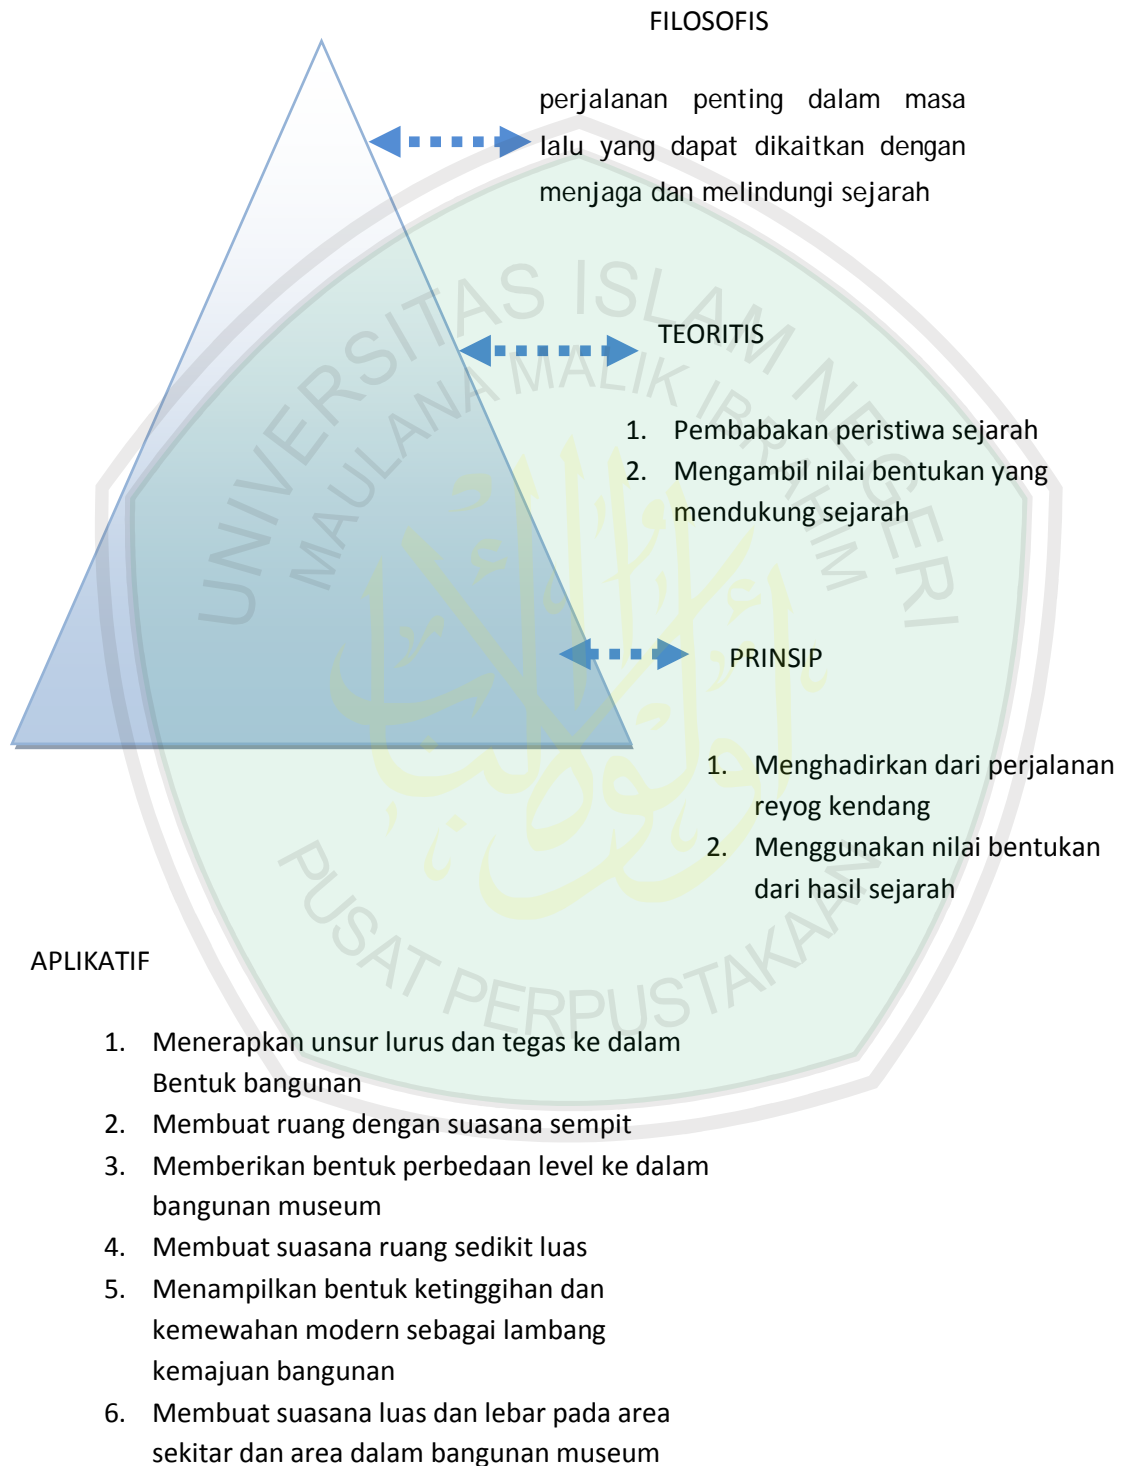 FILOSOFIS
perjalanan penting dalam masa
lalu yang dapat dikaitkan dengan
menjaga dan melindungi sejarah
TEORITIS
1. Pembabakan peristiwa sejarah
2. Mengambil nilai bentukan yang
mendukung sejarah
PRINSIP
1. Menghadirkan dari perjalanan
reyog kendang
2. Menggunakan nilai bentukan
dari hasil sejarah
APLIKATIF
1. Menerapkan unsur lurus dan tegas ke dalam
Bentuk bangunan
2. Membuat ruang dengan suasana sempit
3. Memberikan bentuk perbedaan level ke dalam
bangunan museum
4. Membuat suasana ruang sedikit luas
5. Menampilkan bentuk ketinggihan dan
kemewahan modern sebagai lambang
kemajuan bangunan
6. Membuat suasana luas dan lebar pada area
sekitar dan area dalam bangunan museum
UNIVERSITAS ISLAM NEGERI
MAULANA MALIK IBRAHIM
PUSAT PERPUSTAKAAN